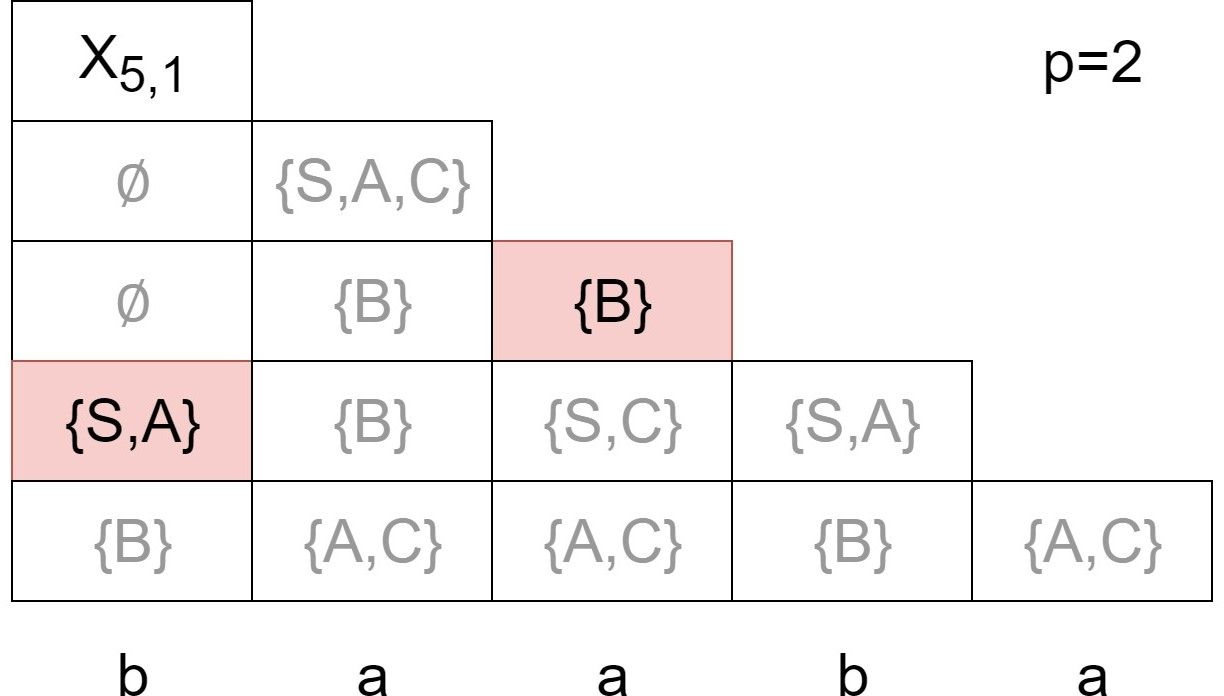 X₅,₁ p=2
∅ {S,A,C}
∅ {B} {B}
{S,A} {B} {S,C} {S,A}
{B} {A,C} {A,C} {B} {A,C}
b a a b a